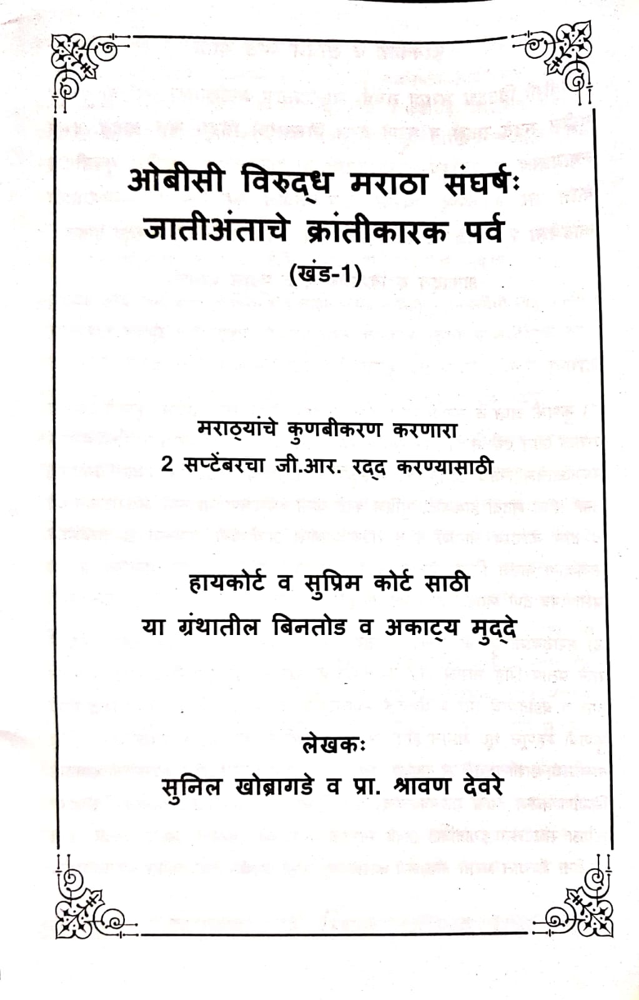 ओबीसी विरुद्ध मराठा संघर्षः
जातीअंताचे क्रांतीकारक पर्व
(खंड-1)
मराठ्यांचे कुणबीकरण करणारा
2 सप्टेंबरचा जी.आर. रद्द करण्यासाठी
हायकोर्ट व सुप्रिम कोर्ट साठी
या ग्रंथातील बिनतोड व अकाट्य मुद्दे
लेखकः
सुनिल खोब्रागडे व प्रा. श्रावण देवरे